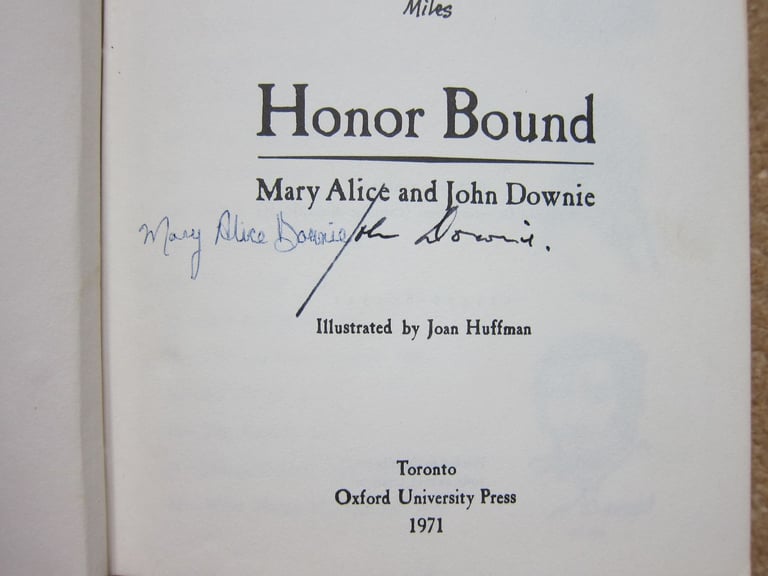 Miles
Honor Bound
Mary Alice and John Downie
Mary Alice Downie John Downie.
Illustrated by Joan Huffman
Toronto
Oxford University Press
1971